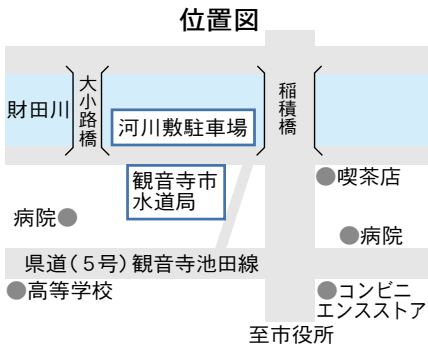 位置図
財田川
大小路橋
稲積橋
河川敷駐車場
観音寺市
水道局
喫茶店
病院
病院
県道(5号)観音寺池田線
高等学校
コンビニ
エンスストア
至市役所